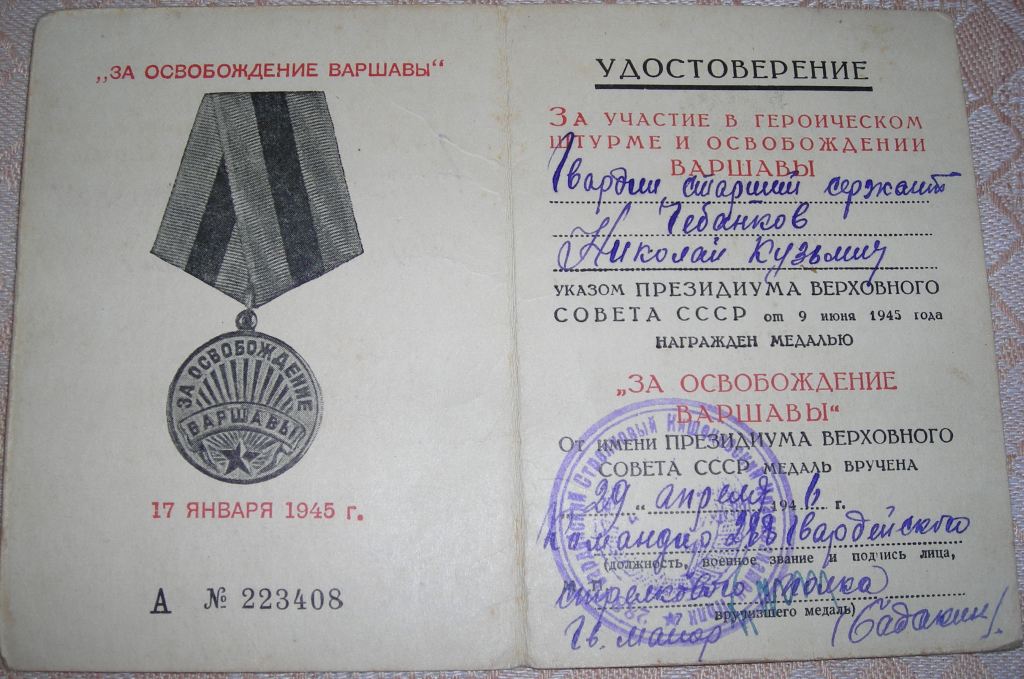 „ЗА ОСВОБОЖДЕНИЕ ВАРШАВЫ“
ЗА ОСВОБОЖДЕНИЕ
ВАРШАВЫ
17 ЯНВАРЯ 1945 г.
А № 223408
УДОСТОВЕРЕНИЕ
ЗА УЧАСТИЕ В ГЕРОИЧЕСКОМ
ШТУРМЕ И ОСВОБОЖДЕНИИ
ВАРШАВЫ
Гвардии старший сержант
Чебанков
Николай Кузьмич
УКАЗОМ ПРЕЗИДИУМА ВЕРХОВНОГО
СОВЕТА СССР от 9 июня 1945 года
НАГРАЖДЕН МЕДАЛЬЮ
„ЗА ОСВОБОЖДЕНИЕ
ВАРШАВЫ“
От имени ПРЕЗИДИУМА ВЕРХОВНОГО
СОВЕТА СССР МЕДАЛЬ ВРУЧЕНА
„29“ апреля 1946 г.
Командир 288 Гвардейского
(должность, военное звание и подпись лица,
М. П.
стрелкового полка
вручившего медаль)
Гв. майор (Бадакин).